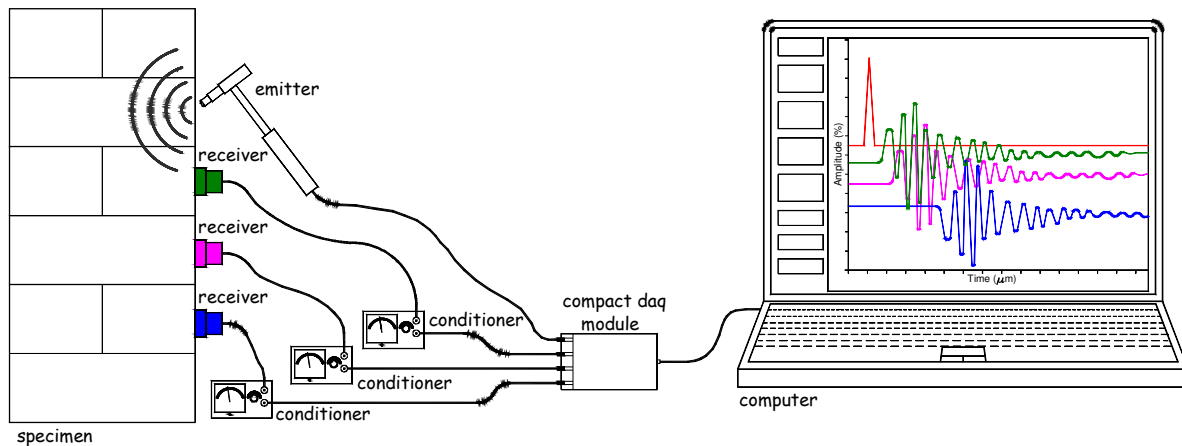 emitter
receiver
receiver
receiver
conditioner
conditioner
conditioner
compact daq
module
Amplitude (%)
Time (μm)
computer
specimen